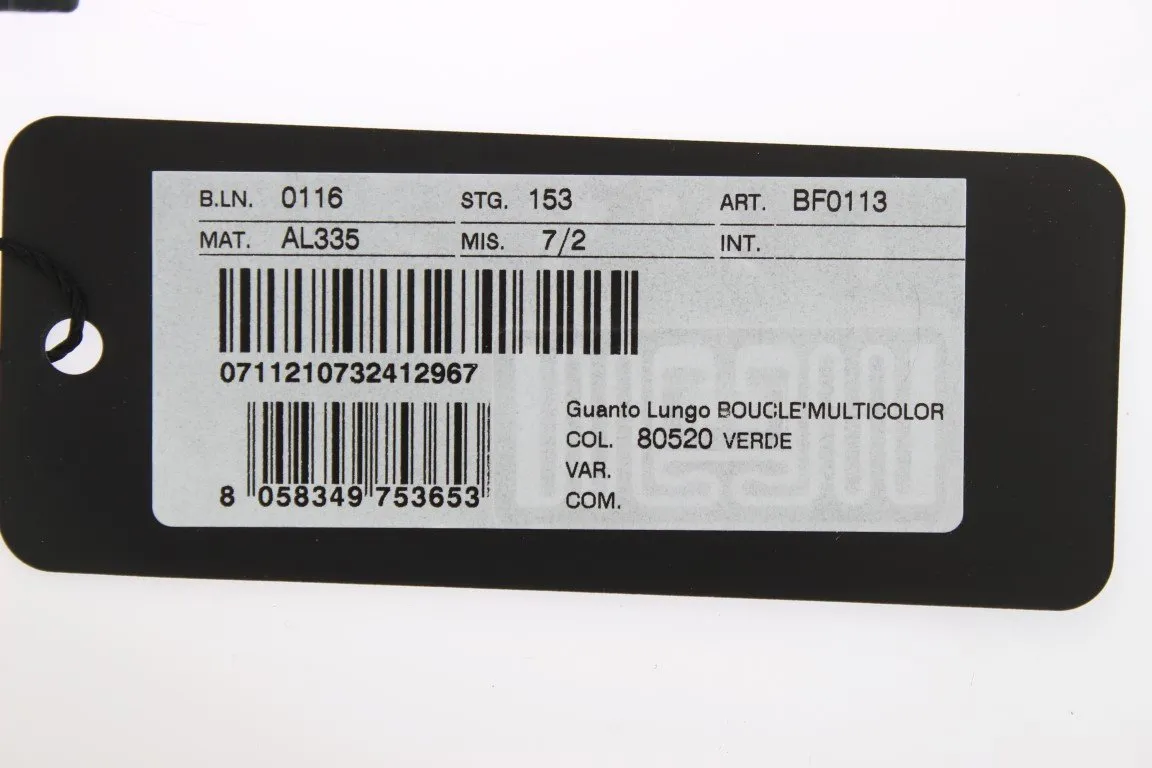 B.LN. 0116 STG. 153 ART. BF0113
MAT. AL335 MIS. 7/2 INT.
0711210732412967
Guanto Lungo BOUCLE'MULTICOLOR
COL. 80520 VERDE
VAR.
COM.
8 058349 753653